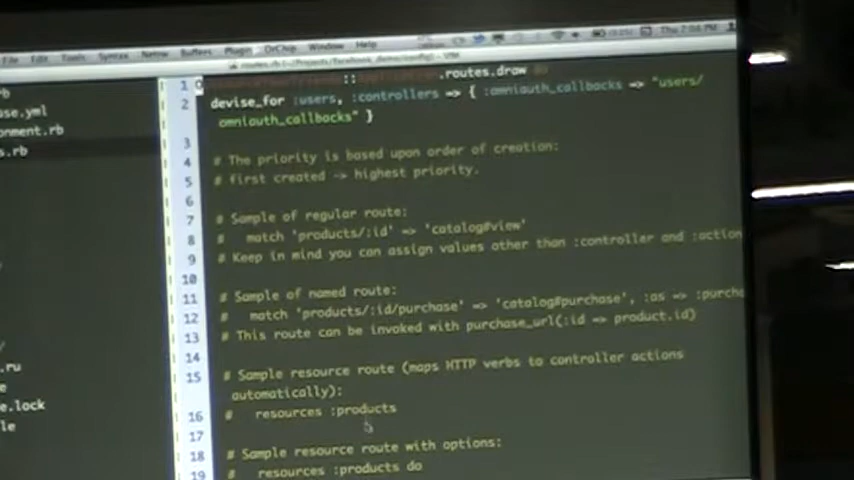 File Edit Tools Syntax Buffers Plugin DrChip Window Help
Thu 7:04 PM
1 ::
.routes.draw do
2 devise_for :users, :controllers => { :omniauth_callbacks => "users/
omniauth_callbacks" }
3
4 # The priority is based upon order of creation:
5 # first created -> highest priority.
6
7 # Sample of regular route:
8 #   match 'products/:id' => 'catalog#view'
9 # Keep in mind you can assign values other than :controller and :action
10
11 # Sample of named route:
12 #   match 'products/:id/purchase' => 'catalog#purchase', :as => :purcha
13 # This route can be invoked with purchase_url(:id => product.id)
14
15 # Sample resource route (maps HTTP verbs to controller actions
automatically):
16 #   resources :products
17
18 # Sample resource route with options:
19 #   resources :products do
rb
ase.yml
onment.rb
s.rb
/
.ru
e
e.lock
le